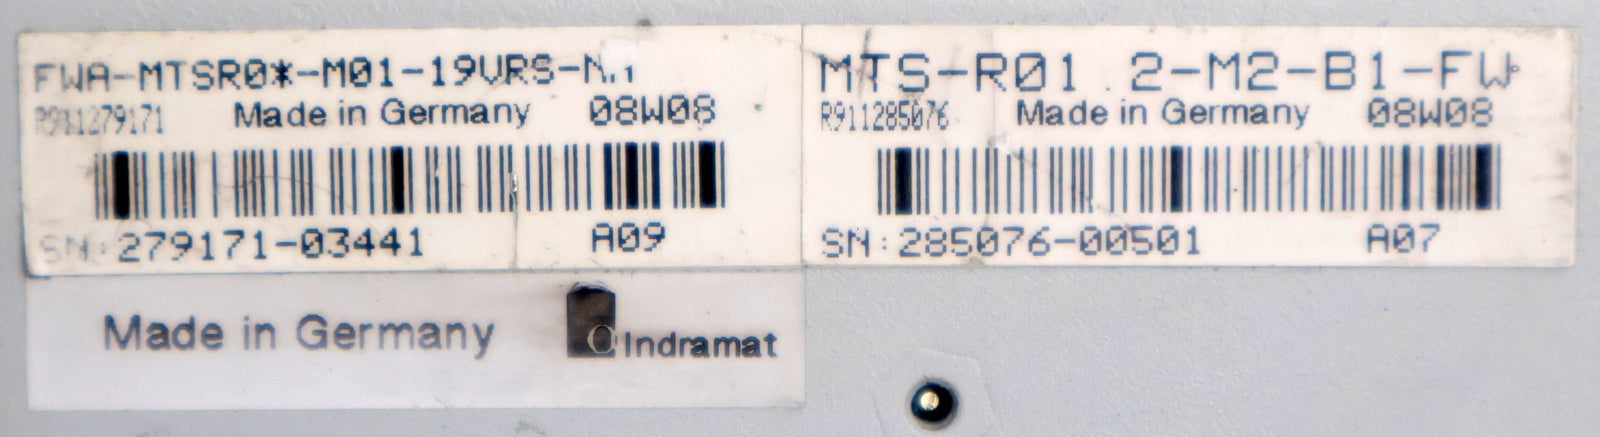 FWA-MTSR0*-M01-19VRS-
R911279171 Made in Germany 08W08
SN:279171-03441 A09
MTS-R01.2-M2-B1-FW
R911285076 Made in Germany 08W08
SN:285076-00501 A07
Made in Germany
Indramat